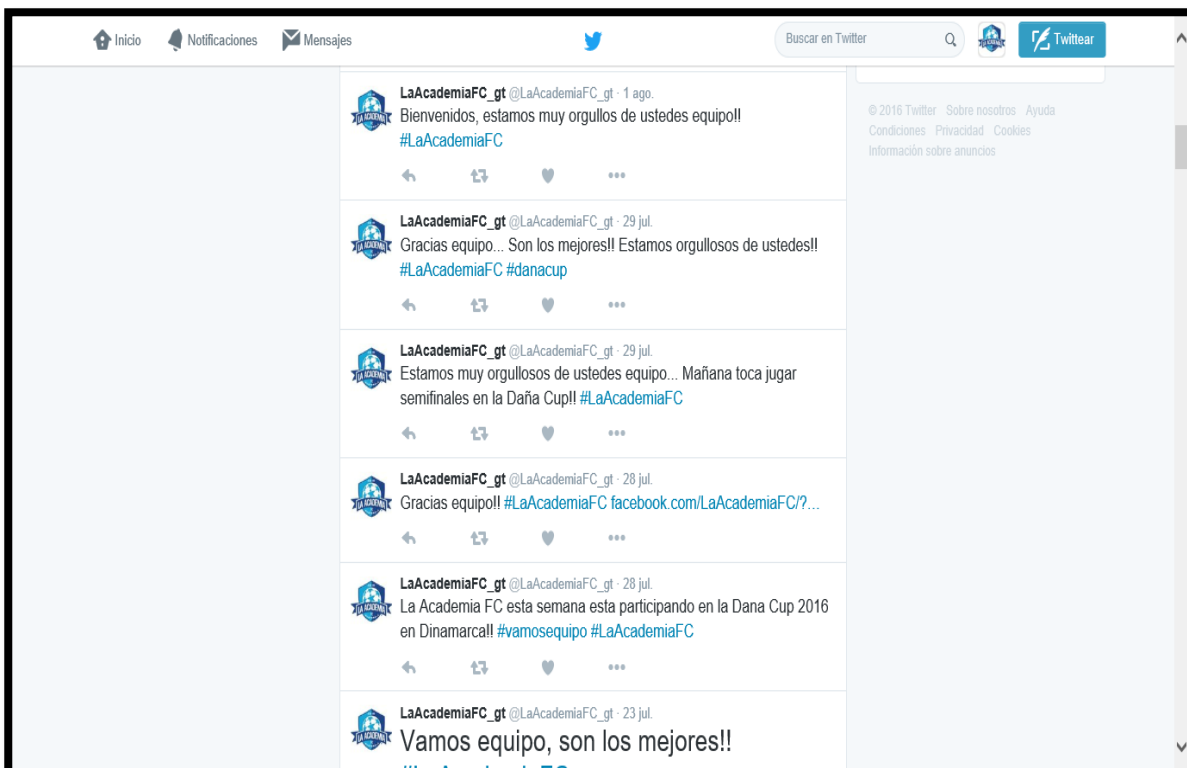 Inicio Notificaciones Mensajes Buscar en Twitter Twittear
LaAcademiaFC_gt @LaAcademiaFC_gt · 1 ago.
Bienvenidos, estamos muy orgullos de ustedes equipo!!
#LaAcademiaFC
© 2016 Twitter Sobre nosotros Ayuda
Condiciones Privacidad Cookies
Información sobre anuncios
LaAcademiaFC_gt @LaAcademiaFC_gt · 29 jul.
Gracias equipo... Son los mejores!! Estamos orgullosos de ustedes!!
#LaAcademiaFC #danacup
LaAcademiaFC_gt @LaAcademiaFC_gt · 29 jul.
Estamos muy orgullosos de ustedes equipo... Mañana toca jugar
semifinales en la Daña Cup!! #LaAcademiaFC
LaAcademiaFC_gt @LaAcademiaFC_gt · 28 jul.
Gracias equipo!! #LaAcademiaFC facebook.com/LaAcademiaFC/?...
LaAcademiaFC_gt @LaAcademiaFC_gt · 28 jul.
La Academia FC esta semana esta participando en la Dana Cup 2016
en Dinamarca!! #vamosequipo #LaAcademiaFC
LaAcademiaFC_gt @LaAcademiaFC_gt · 23 jul.
Vamos equipo, son los mejores!!
#LaAcademiaFC